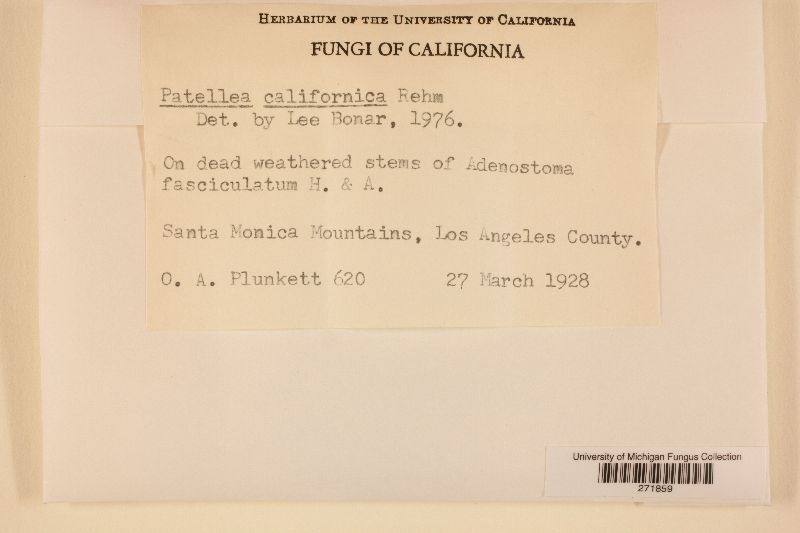 HERBARIUM OF THE UNIVERSITY OF CALIFORNIA
FUNGI OF CALIFORNIA
Patellea californica Rehm
Det. by Lee Bonar, 1976.
On dead weathered stems of Adenostoma
fasciculatum H. & A.
Santa Monica Mountains, Los Angeles County.
O. A. Plunkett 620 27 March 1928
University of Michigan Fungus Collection
271859